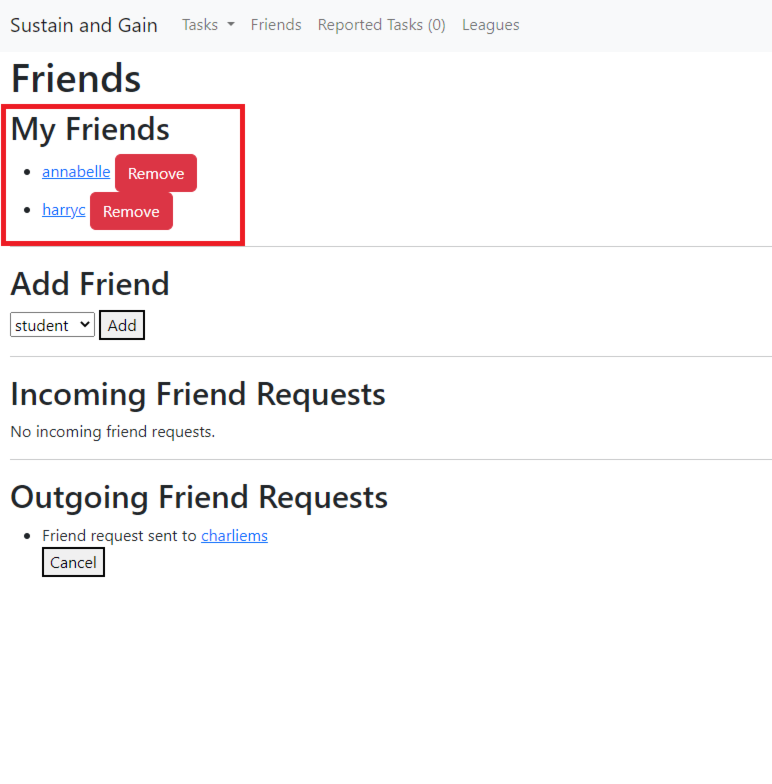 Sustain and Gain Tasks Friends Reported Tasks (0) Leagues
Friends
My Friends
annabelle Remove
harryc Remove
Add Friend
student Add
Incoming Friend Requests
No incoming friend requests.
Outgoing Friend Requests
Friend request sent to charliems
Cancel